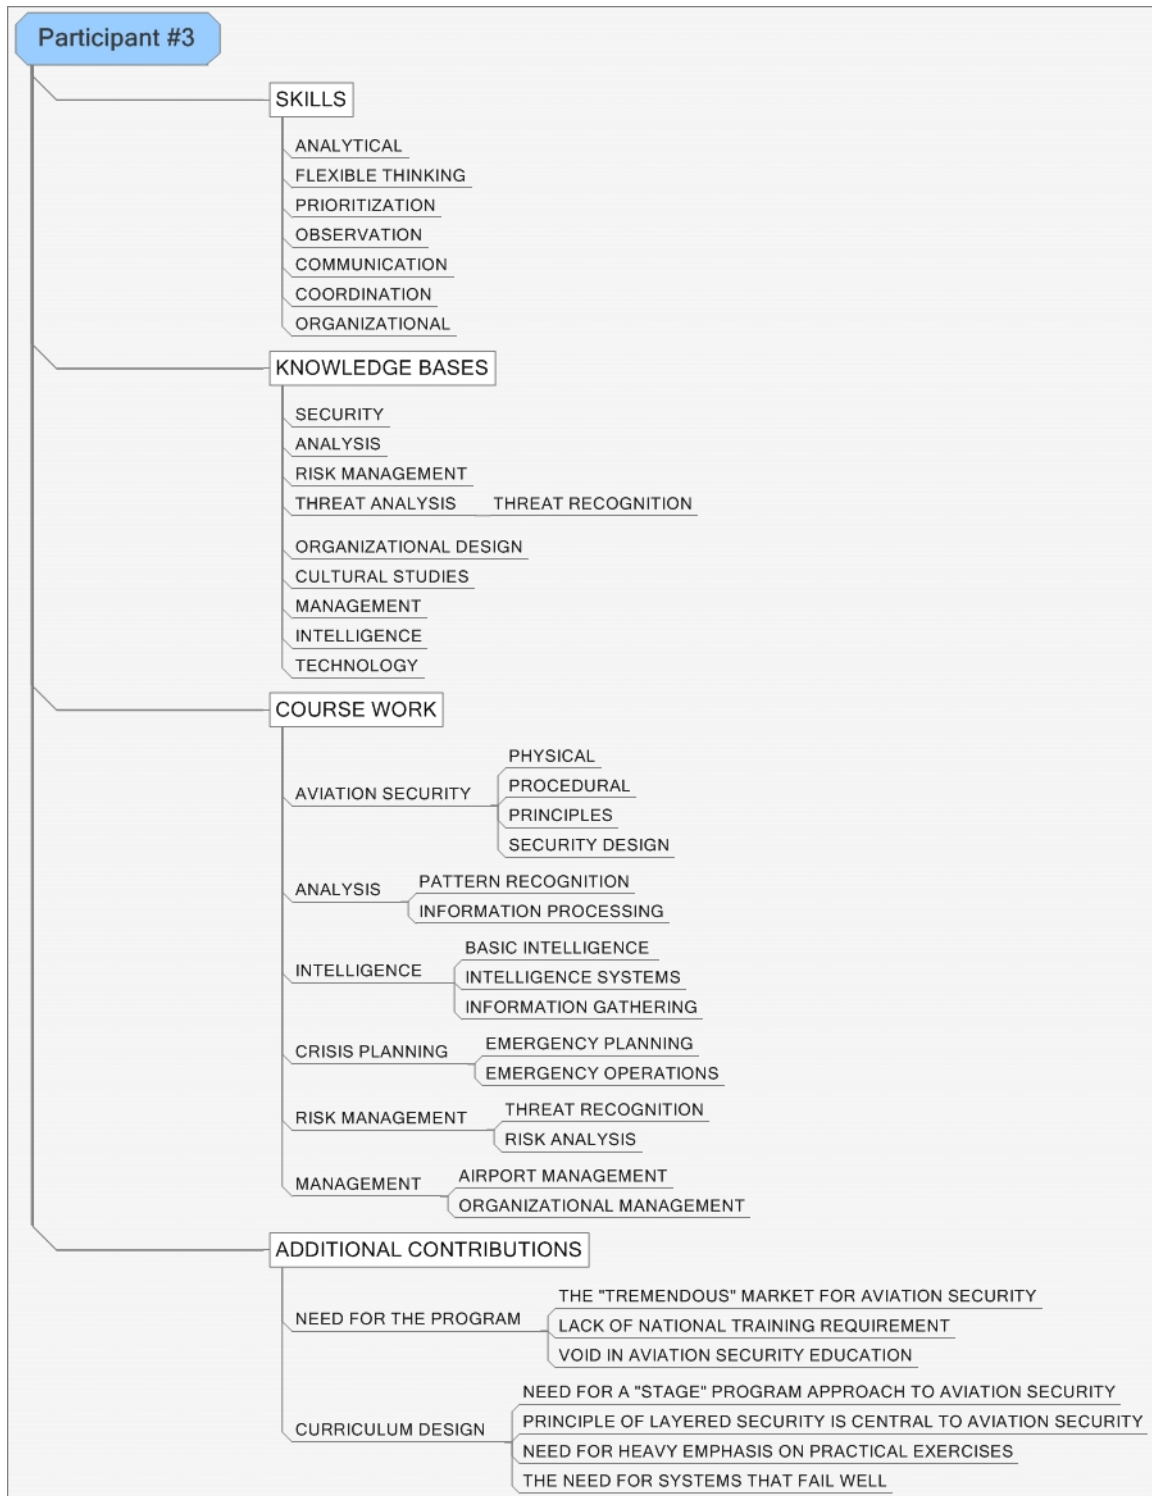 Participant #3
SKILLS
ANALYTICAL
FLEXIBLE THINKING
PRIORITIZATION
OBSERVATION
COMMUNICATION
COORDINATION
ORGANIZATIONAL
KNOWLEDGE BASES
SECURITY
ANALYSIS
RISK MANAGEMENT
THREAT ANALYSIS THREAT RECOGNITION
ORGANIZATIONAL DESIGN
CULTURAL STUDIES
MANAGEMENT
INTELLIGENCE
TECHNOLOGY
COURSE WORK
AVIATION SECURITY
PHYSICAL
PROCEDURAL
PRINCIPLES
SECURITY DESIGN
ANALYSIS
PATTERN RECOGNITION
INFORMATION PROCESSING
INTELLIGENCE
BASIC INTELLIGENCE
INTELLIGENCE SYSTEMS
INFORMATION GATHERING
CRISIS PLANNING
EMERGENCY PLANNING
EMERGENCY OPERATIONS
RISK MANAGEMENT
THREAT RECOGNITION
RISK ANALYSIS
MANAGEMENT
AIRPORT MANAGEMENT
ORGANIZATIONAL MANAGEMENT
ADDITIONAL CONTRIBUTIONS
NEED FOR THE PROGRAM
THE "TREMENDOUS" MARKET FOR AVIATION SECURITY
LACK OF NATIONAL TRAINING REQUIREMENT
VOID IN AVIATION SECURITY EDUCATION
CURRICULUM DESIGN
NEED FOR A "STAGE" PROGRAM APPROACH TO AVIATION SECURITY
PRINCIPLE OF LAYERED SECURITY IS CENTRAL TO AVIATION SECURITY
NEED FOR HEAVY EMPHASIS ON PRACTICAL EXERCISES
THE NEED FOR SYSTEMS THAT FAIL WELL